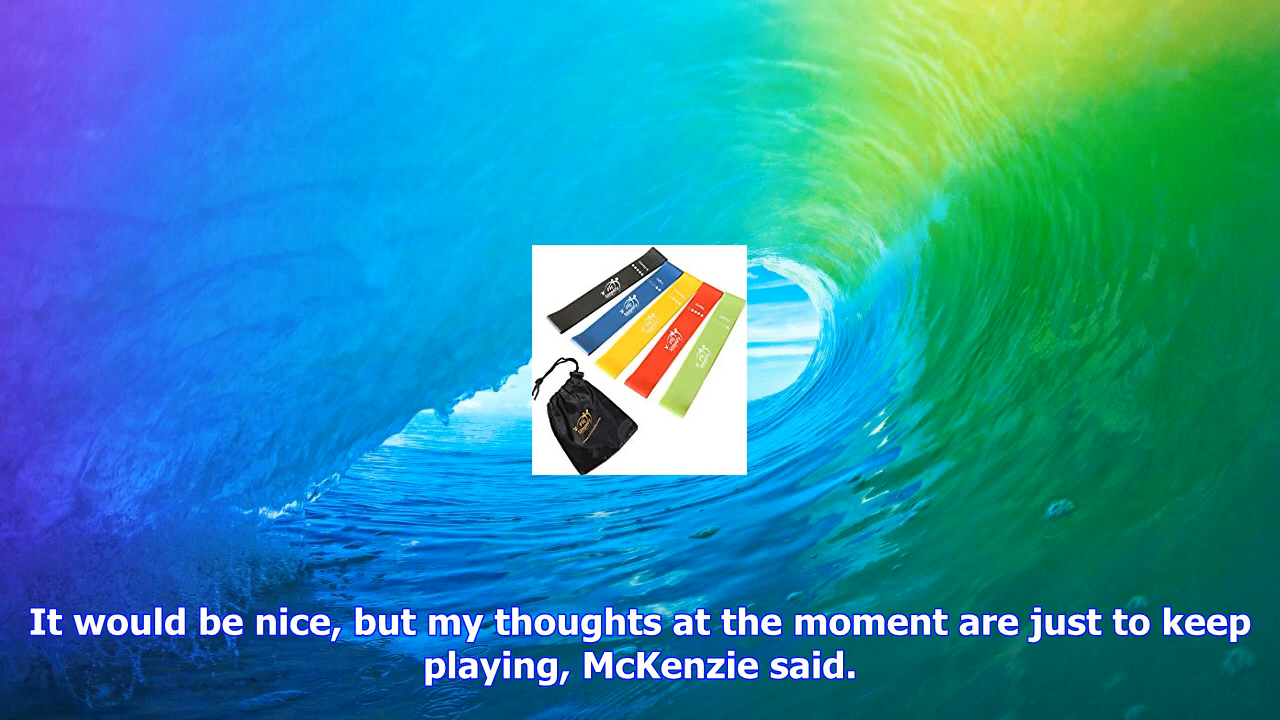 It would be nice, but my thoughts at the moment are just to keep
playing, McKenzie said.